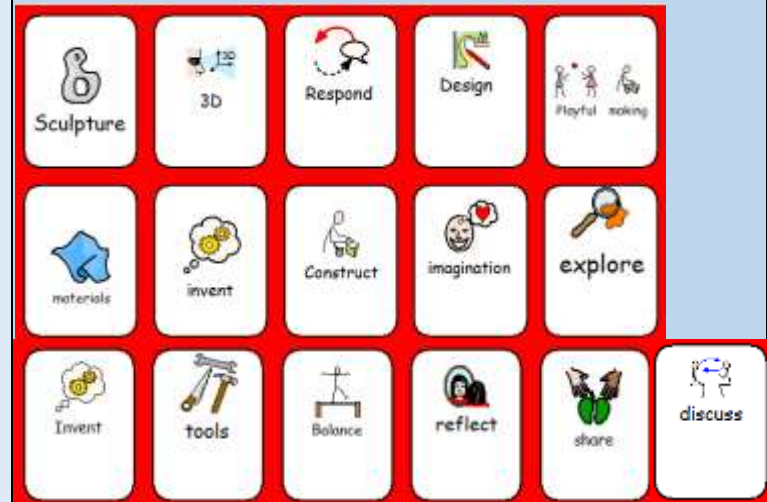 Sculpture
3D
Respond
Design
Playful making
materials
invent
Construct
imagination
explore
Invent
tools
Balance
reflect
share
discuss